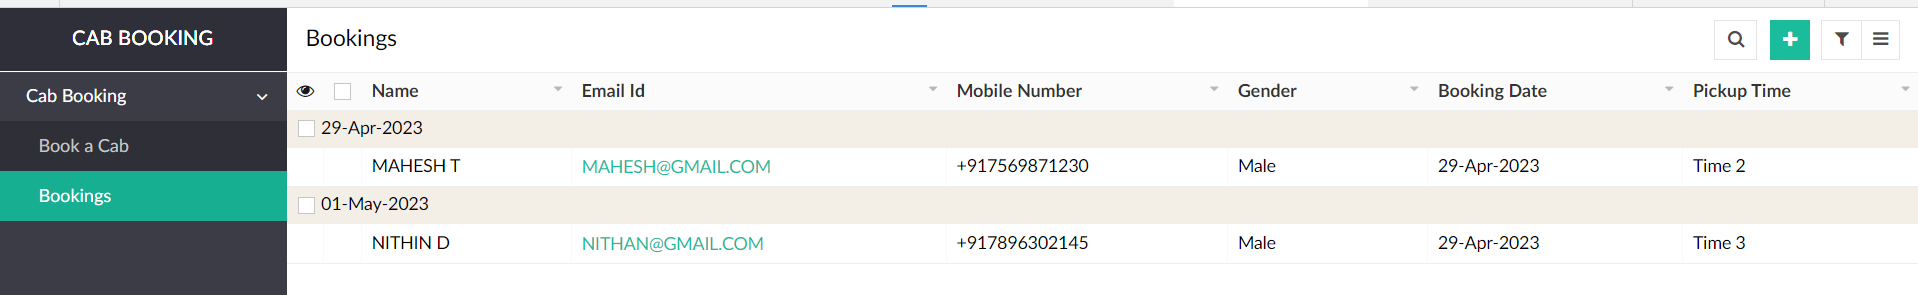 CAB BOOKING
Bookings
Cab Booking
Book a Cab
Bookings
Name Email Id Mobile Number Gender Booking Date Pickup Time
29-Apr-2023
MAHESH T MAHESH@GMAIL.COM +917569871230 Male 29-Apr-2023 Time 2
01-May-2023
NITHIN D NITHAN@GMAIL.COM +917896302145 Male 29-Apr-2023 Time 3